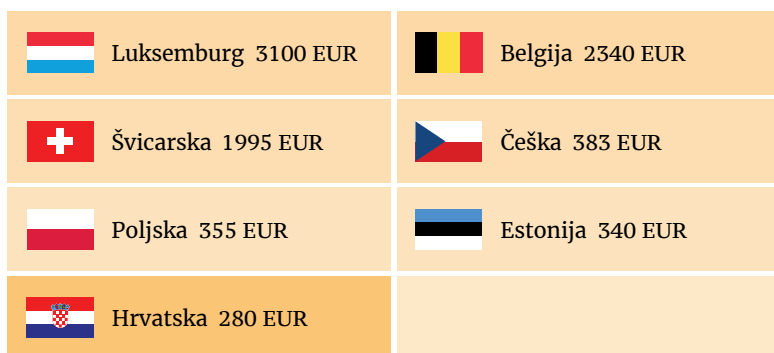 Luksemburg 3100 EUR
Belgija 2340 EUR
Švicarska 1995 EUR
Češka 383 EUR
Poljska 355 EUR
Estonija 340 EUR
Hrvatska 280 EUR